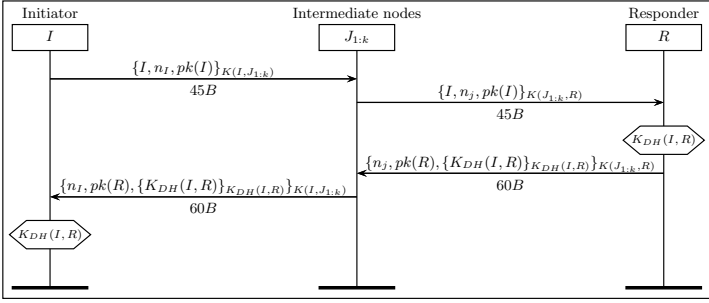 Initiator Intermediate nodes Responder
I J_{1:k} R
{I, n_I, pk(I)}_{K(I,J_{1:k})}
45B
{I, n_j, pk(I)}_{K(J_{1:k},R)}
45B
K_{DH}(I, R)
{n_j, pk(R), {K_{DH}(I, R)}_{K_{DH}(I,R)}}_{K(J_{1:k},R)}
60B
{n_I, pk(R), {K_{DH}(I, R)}_{K_{DH}(I,R)}}_{K(I,J_{1:k})}
60B
K_{DH}(I, R)